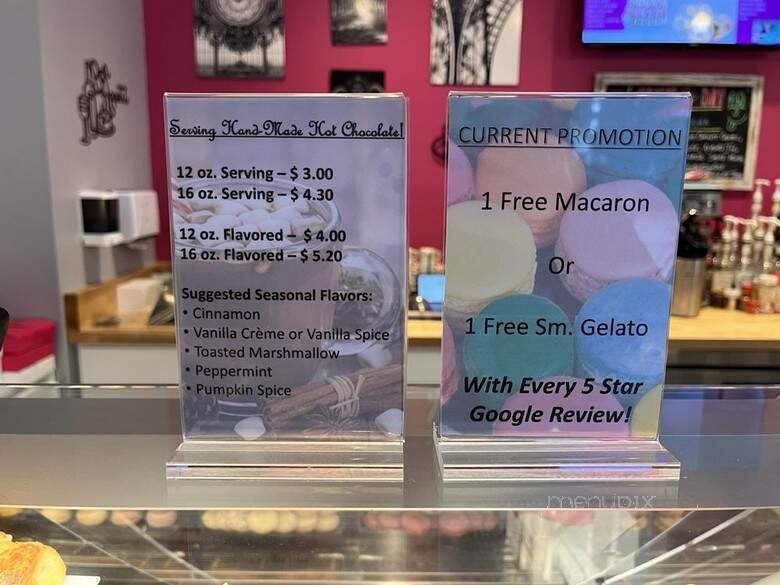 Serving Hand-Made Hot Chocolate!
12 oz. Serving – $ 3.00
16 oz. Serving – $ 4.30
12 oz. Flavored – $ 4.00
16 oz. Flavored – $ 5.20
Suggested Seasonal Flavors:
• Cinnamon
• Vanilla Crème or Vanilla Spice
• Toasted Marshmallow
• Peppermint
• Pumpkin Spice
CURRENT PROMOTION
1 Free Macaron
Or
1 Free Sm. Gelato
With Every 5 Star
Google Review!
menupix